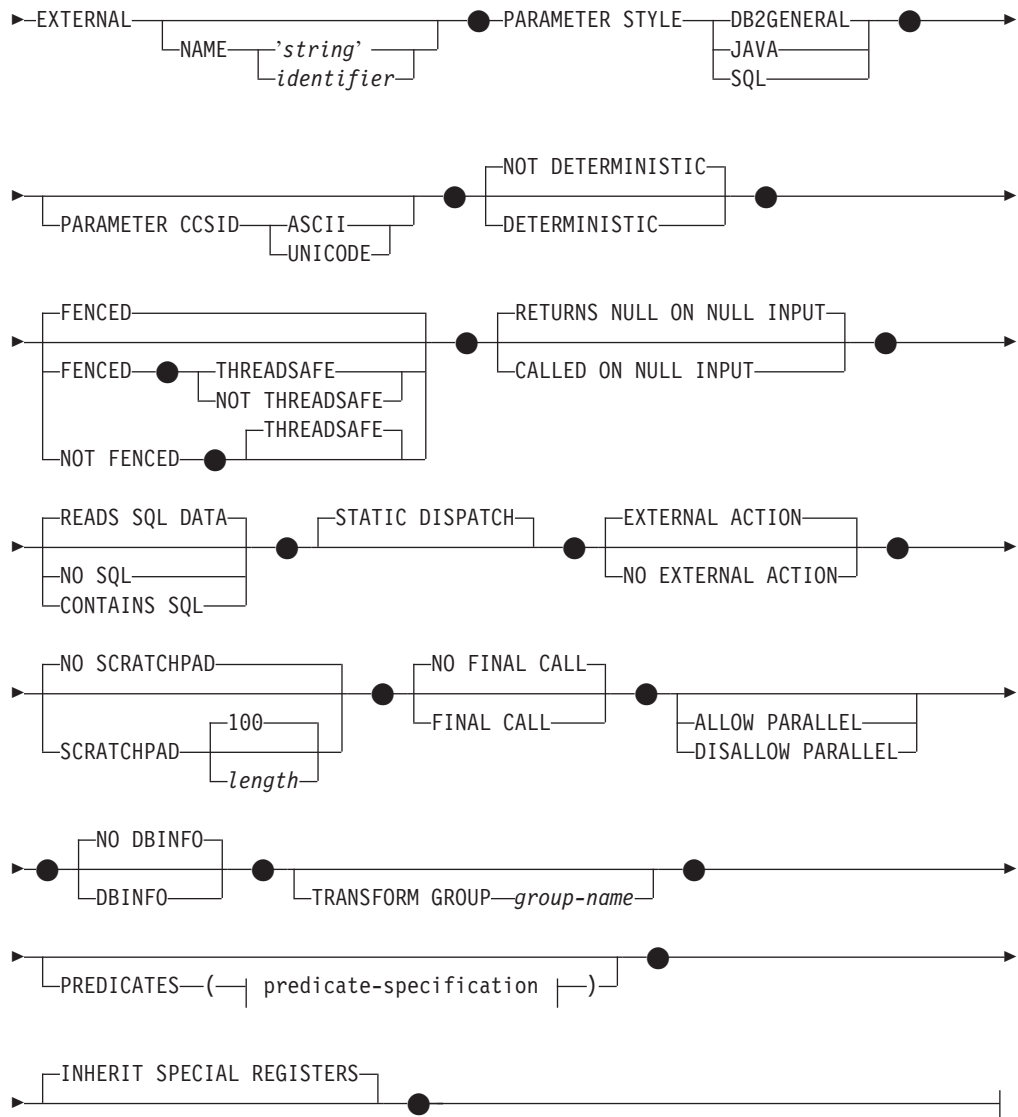 EXTERNAL PARAMETER STYLE DB2GENERAL
NAME 'string' JAVA
identifier SQL
NOT DETERMINISTIC
PARAMETER CCSID ASCII DETERMINISTIC
UNICODE
FENCED RETURNS NULL ON NULL INPUT
FENCED THREADSAFE CALLED ON NULL INPUT
NOT THREADSAFE
THREADSAFE
NOT FENCED
READS SQL DATA STATIC DISPATCH EXTERNAL ACTION
NO SQL NO EXTERNAL ACTION
CONTAINS SQL
NO SCRATCHPAD NO FINAL CALL
100 FINAL CALL ALLOW PARALLEL
SCRATCHPAD DISALLOW PARALLEL
length
NO DBINFO
DBINFO TRANSFORM GROUP group-name
PREDICATES ( predicate-specification )
INHERIT SPECIAL REGISTERS